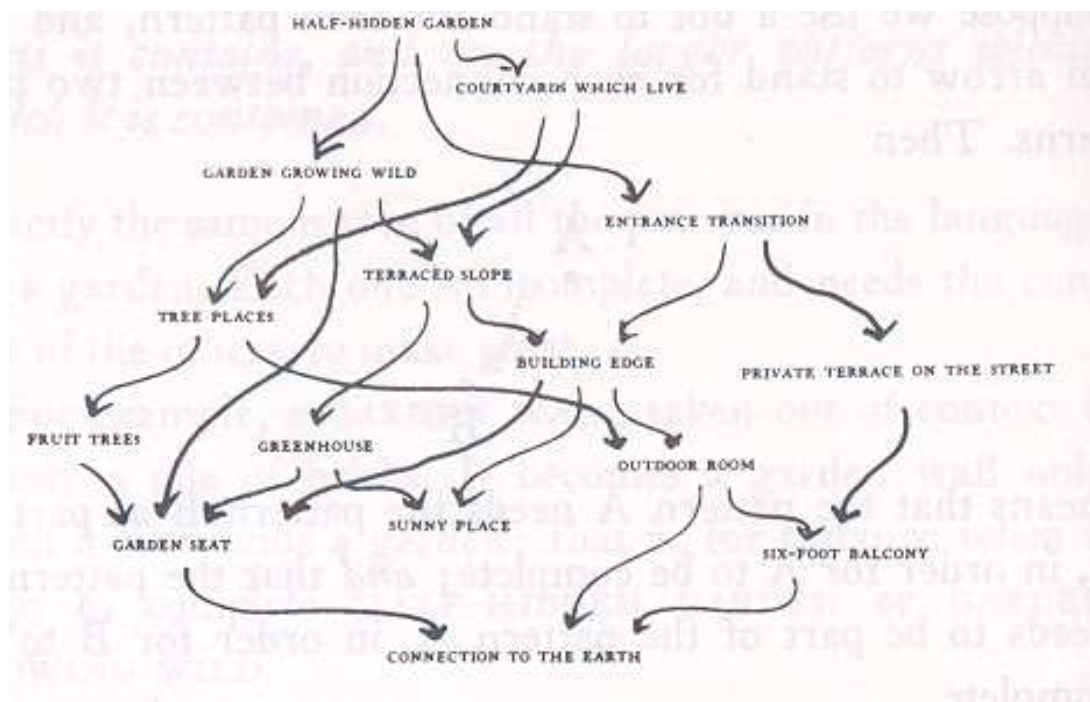 HALF-HIDDEN GARDEN
COURTYARDS WHICH LIVE
GARDEN GROWING WILD
ENTRANCE TRANSITION
TERRACED SLOPE
TREE PLACES
BUILDING EDGE
PRIVATE TERRACE ON THE STREET
FRUIT TREES
GREENHOUSE
OUTDOOR ROOM
SUNNY PLACE
GARDEN SEAT
SIX-FOOT BALCONY
CONNECTION TO THE EARTH